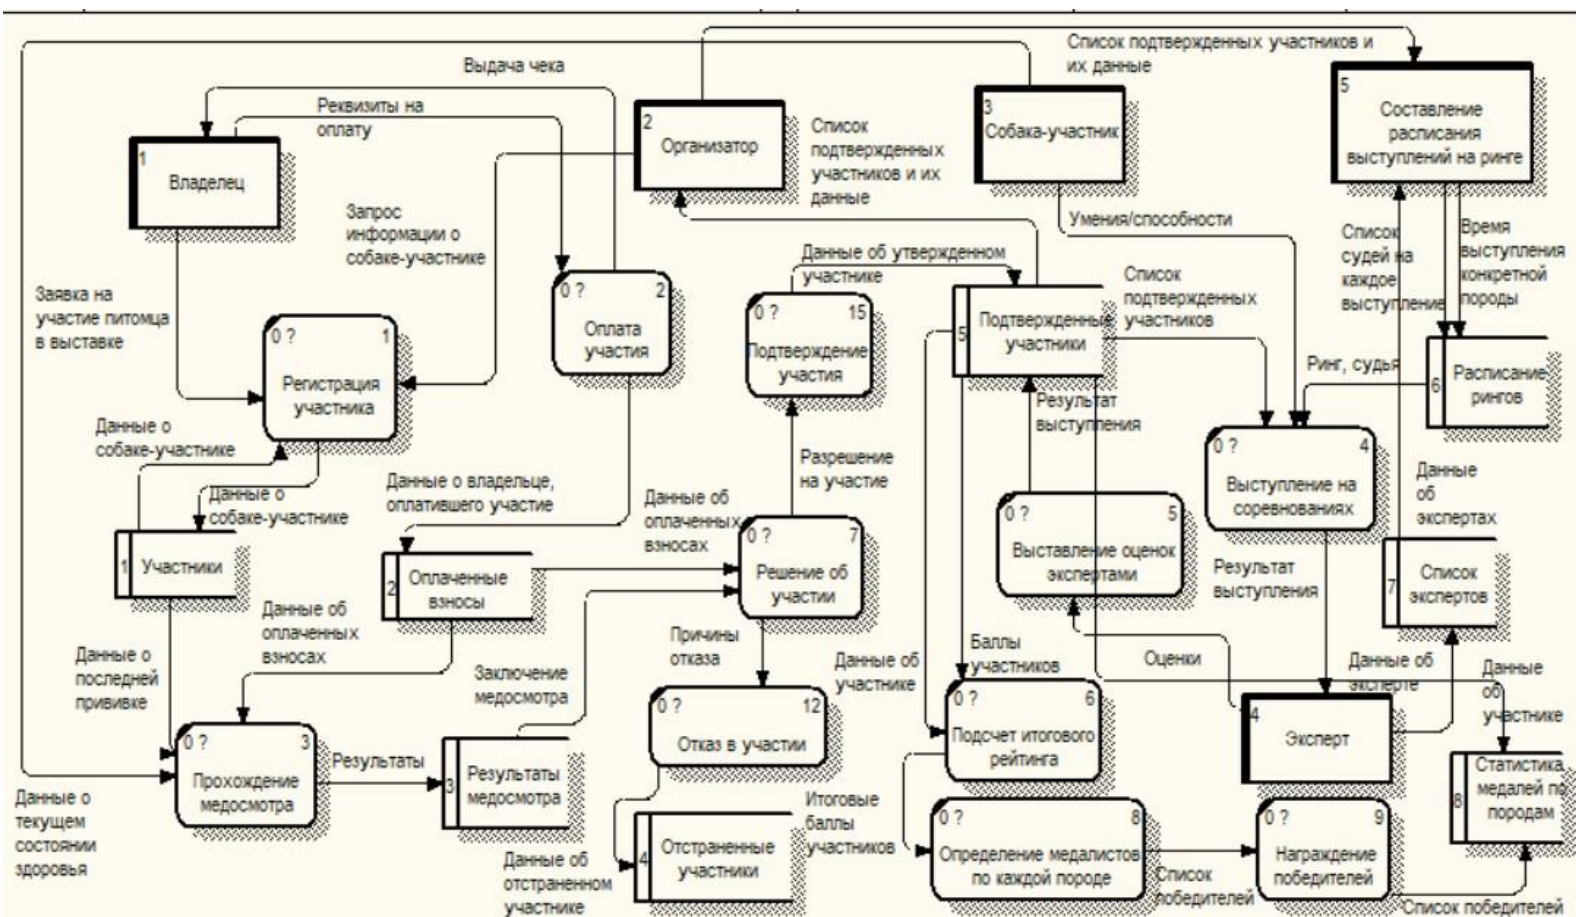 Выдача чека
Реквизиты на
оплату
1
Владелец
2
Организатор
Список
подтвержденных
участников и их
данные
3
Собака-участник
Список подтвержденных участников и
их данные
5
Составление
расписания
выступлений на ринге
Запрос
информации о
собаке-участнике
Заявка на
участие питомца
в выставке
0 ?
2
Оплата
участия
Данные об утвержденном
участнике
0 ?
15
Подтверждение
участия
Умения/способности
Список
подтвержденных
участников
5
Подтвержденные
участники
Список
судей на
каждое
выступление
Время
выступления
конкретной
породы
0 ?
1
Регистрация
участника
Ринг, судья
6
Расписание
рингов
Данные о
собаке-участнике
Данные о
собаке-участнике
Результат
выступления
Разрешение
на участие
0 ?
4
Выступление на
соревнованиях
Данные
об
экспертах
Данные о владельце,
оплатившего участие
Данные об
оплаченных
взносах
0 ?
7
Решение об
участии
0 ?
5
Выставление оценок
экспертами
1
Участники
2
Оплаченные
взносы
Результат
выступления
7
Список
экспертов
Данные об
оплаченных
взносах
Данные о
последней
прививке
Заключение
медосмотра
Причины
отказа
Данные об
участнике
Баллы
участников
Оценки
Данные об
эксперте
Данные
об
участнике
0 ?
3
Прохождение
медосмотра
Результаты
3
Результаты
медосмотра
0 ?
12
Отказ в участии
0 ?
6
Подсчет итогового
рейтинга
4
Эксперт
8
Статистика
медалей по
породам
Данные о
текущем
состоянии
здоровья
Данные об
отстраненном
участнике
4
Отстраненные
участники
Итоговые
баллы
участников
0 ?
8
Определение медалистов
по каждой породе
Список
победителей
0 ?
9
Награждение
победителей
Список победителей